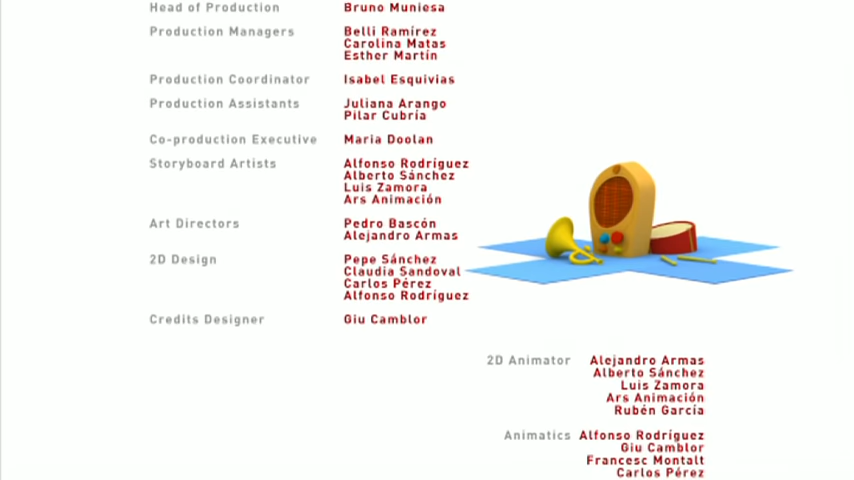 Head of Production Bruno Muniesa
Production Managers Belli Ramírez
Carolina Matas
Esther Martín
Production Coordinator Isabel Esquivias
Production Assistants Juliana Arango
Pilar Cubría
Co-production Executive Maria Doolan
Storyboard Artists Alfonso Rodríguez
Alberto Sánchez
Luis Zamora
Ars Animación
Art Directors Pedro Bascón
Alejandro Armas
2D Design Pepe Sánchez
Claudia Sandoval
Carlos Pérez
Alfonso Rodríguez
Credits Designer Giu Camblor
2D Animator Alejandro Armas
Alberto Sánchez
Luis Zamora
Ars Animación
Rubén García
Animatics Alfonso Rodríguez
Giu Camblor
Francesc Montalt
Carlos Pérez